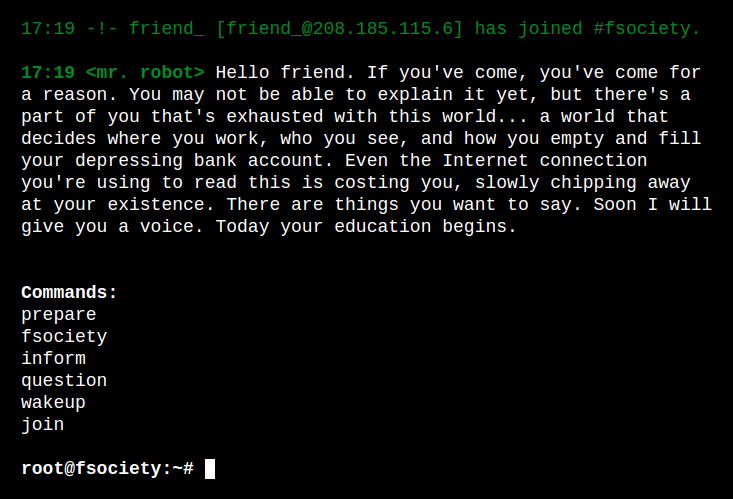 17:19 -!- friend_ [friend_@208.185.115.6] has joined #fsociety.
17:19 <mr. robot> Hello friend. If you've come, you've come for
a reason. You may not be able to explain it yet, but there's a
part of you that's exhausted with this world... a world that
decides where you work, who you see, and how you empty and fill
your depressing bank account. Even the Internet connection
you're using to read this is costing you, slowly chipping away
at your existence. There are things you want to say. Soon I will
give you a voice. Today your education begins.
Commands:
prepare
fsociety
inform
question
wakeup
join
root@fsociety:~#